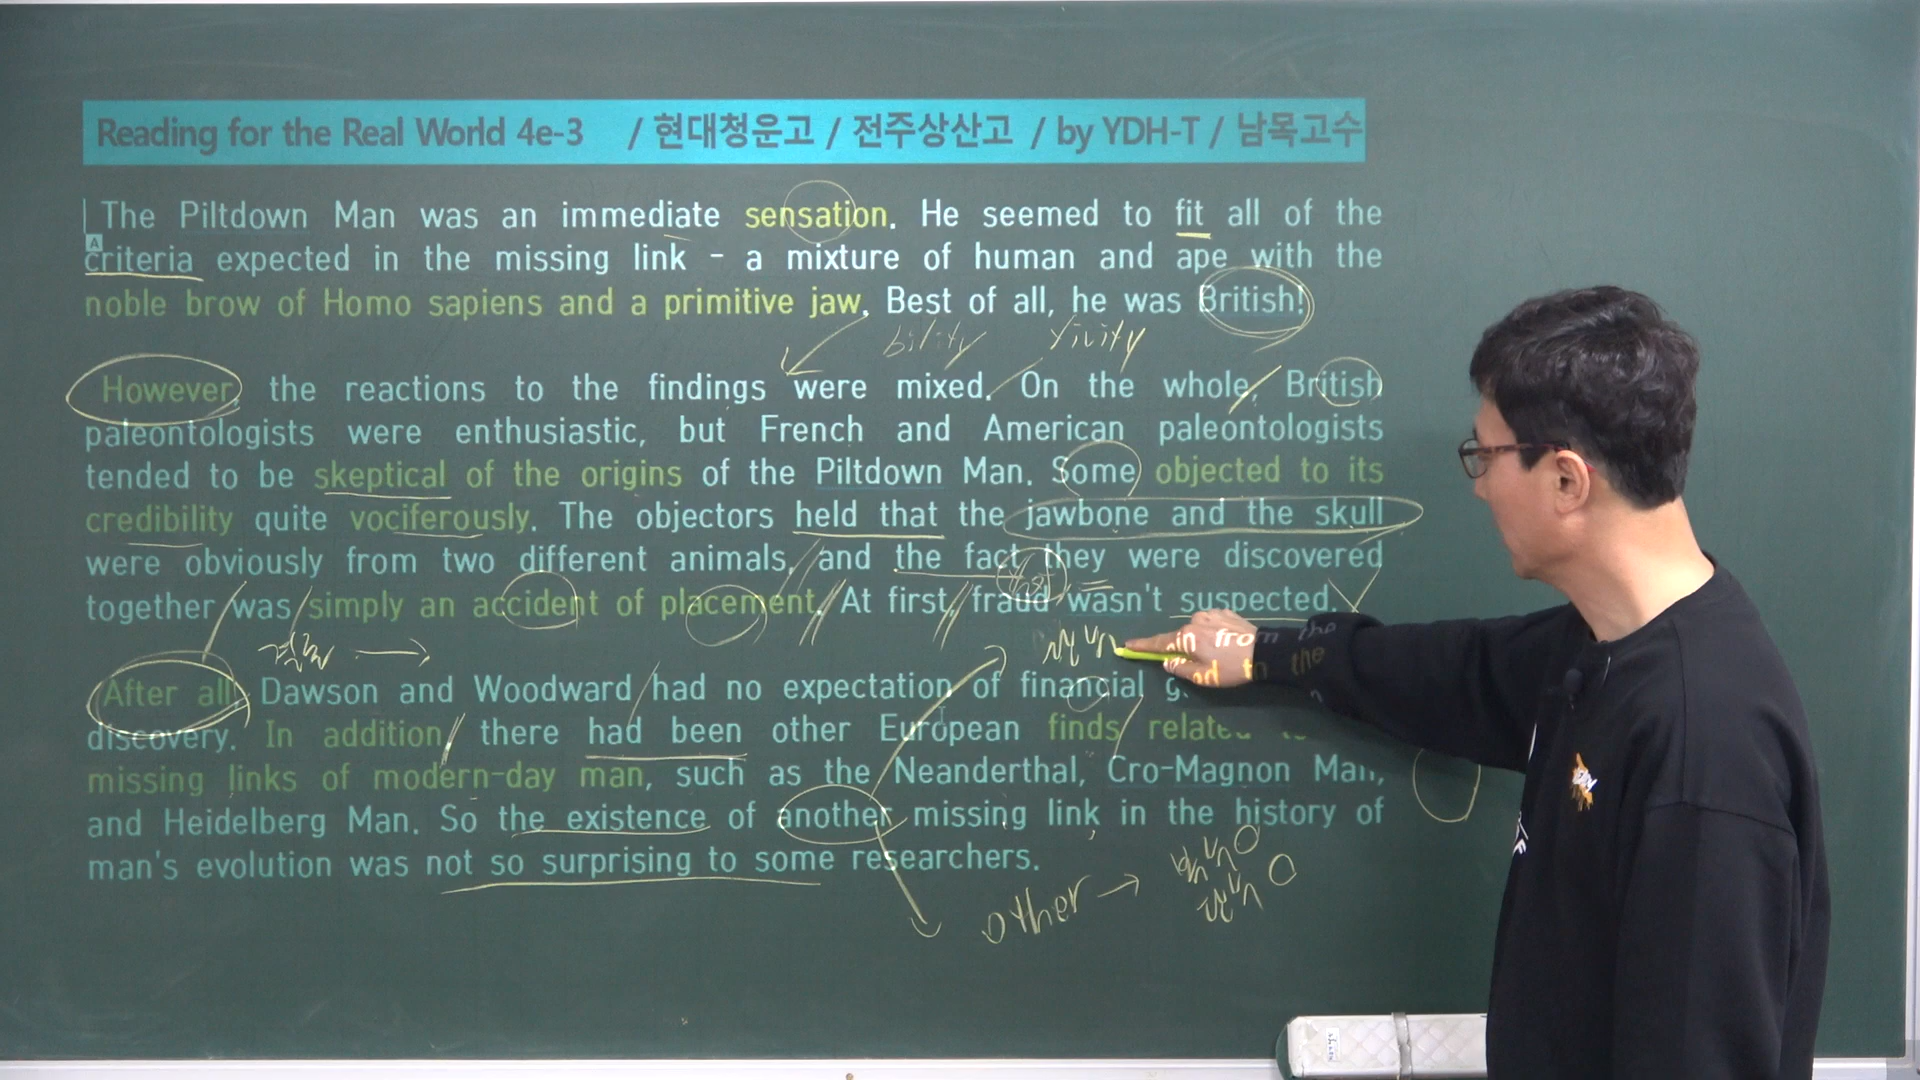 Reading for the Real World 4e-3 / 현대청운고 / 전주상산고 / by YDH-T / 남목고수
The Piltdown Man was an immediate sensation. He seemed to fit all of the
A
criteria expected in the missing link - a mixture of human and ape with the
noble brow of Homo sapiens and a primitive jaw. Best of all, he was British!
bility
However, the reactions to the findings were mixed. On the whole, British
paleontologists were enthusiastic, but French and American paleontologists
tended to be skeptical of the origins of the Piltdown Man. Some objected to its
credibility quite vociferously. The objectors held that the jawbone and the skull
were obviously from two different animals, and the fact they were discovered
that
together was simply an accident of placement. At first, fraud wasn't suspected.
After all, Dawson and Woodward had no expectation of financial gain from the
discovery. In addition, there had been other European finds related to the
missing links of modern-day man, such as the Neanderthal, Cro-Magnon Man,
and Heidelberg Man. So the existence of another missing link in the history of
man's evolution was not so surprising to some researchers.
other →